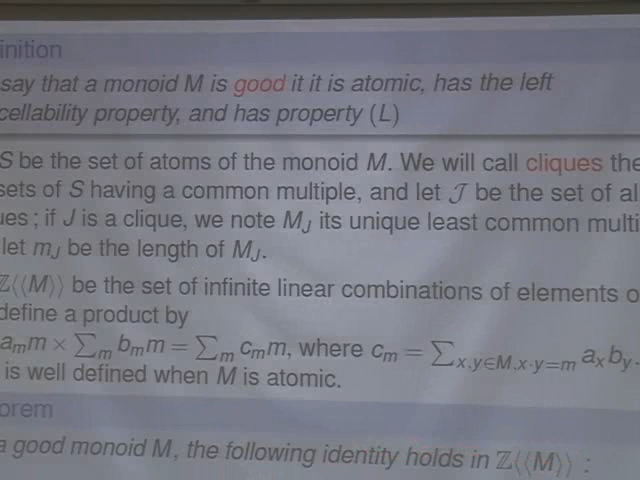 inition
say that a monoid M is good it it is atomic, has the left
cellability property, and has property (L)
S be the set of atoms of the monoid M. We will call cliques the
sets of S having a common multiple, and let 𝒥 be the set of al
ues ; if J is a clique, we note M_J its unique least common multi
let m_J be the length of M_J.
ℤ⟨⟨M⟩⟩ be the set of infinite linear combinations of elements o
define a product by
a_m m × ∑_m b_m m = ∑_m c_m m, where c_m = ∑_{x,y∈M,x·y=m} a_x b_y.
is well defined when M is atomic.
orem
a good monoid M, the following identity holds in ℤ⟨⟨M⟩⟩ :